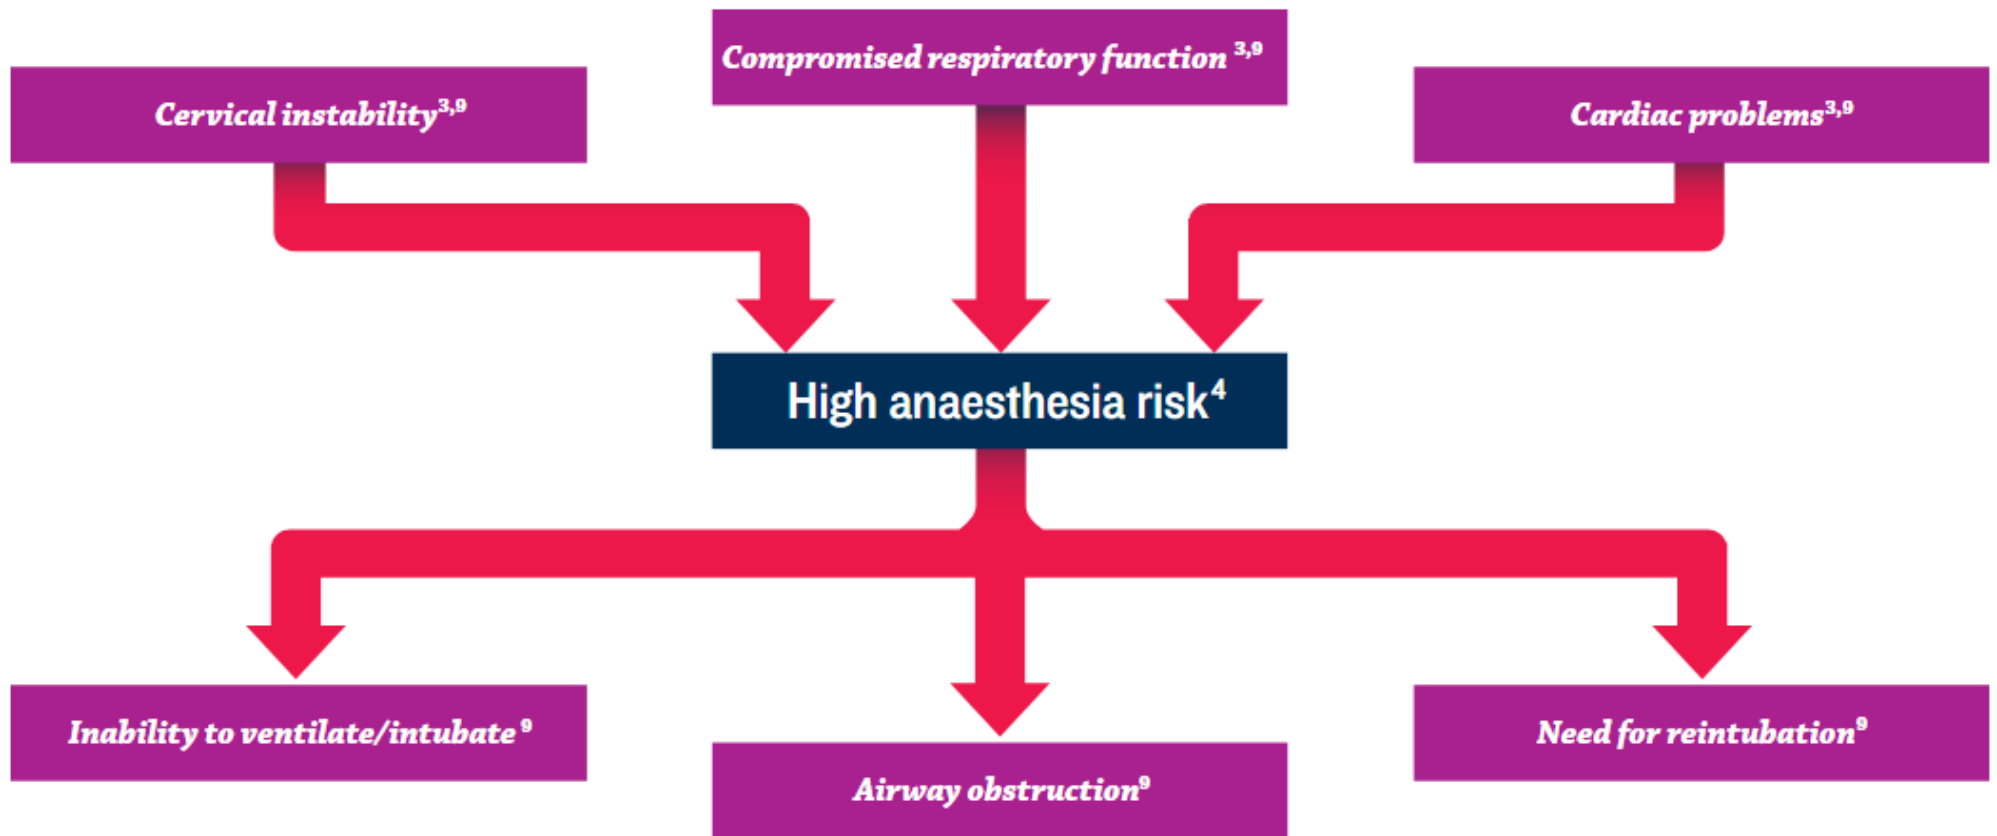 Compromised respiratory function 3,9
Cervical instability3,9
Cardiac problems3,9
High anaesthesia risk4
Inability to ventilate/intubate 9
Need for reintubation9
Airway obstruction9